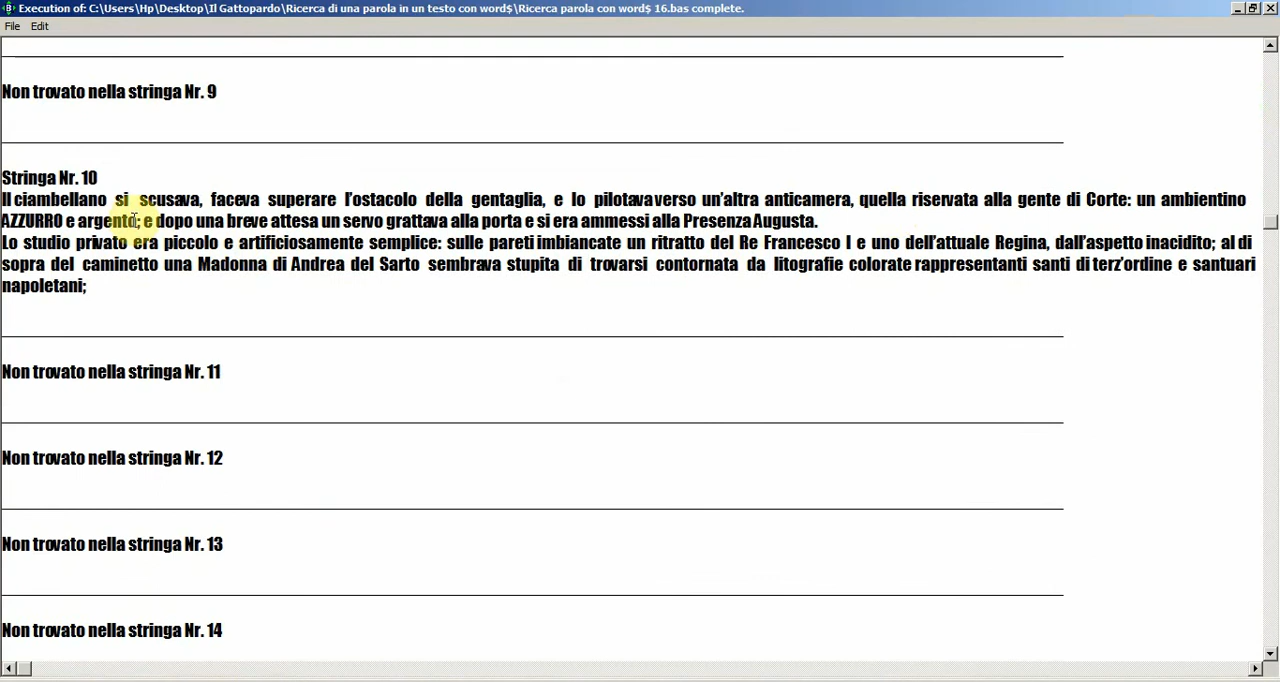 Execution of: C:\Users\Hp\Desktop\Il Gattopardo\Ricerca di una parola in un testo con word$\Ricerca parola con word$ 16.bas complete.
File Edit
Non trovato nella stringa Nr. 9
Stringa Nr. 10
Il ciambellano si scusava, faceva superare l'ostacolo della gentaglia, e lo pilotava verso un'altra anticamera, quella riservata alla gente di Corte: un ambientino
AZZURRO e argento; e dopo una breve attesa un servo grattava alla porta e si era ammessi alla Presenza Augusta.
Lo studio privato era piccolo e artificiosamente semplice: sulle pareti imbiancate un ritratto del Re Francesco I e uno dell'attuale Regina, dall'aspetto inacidito; al di
sopra del caminetto una Madonna di Andrea del Sarto sembrava stupita di trovarsi contornata da litografie colorate rappresentanti santi di terz'ordine e santuari
napoletani;
Non trovato nella stringa Nr. 11
Non trovato nella stringa Nr. 12
Non trovato nella stringa Nr. 13
Non trovato nella stringa Nr. 14